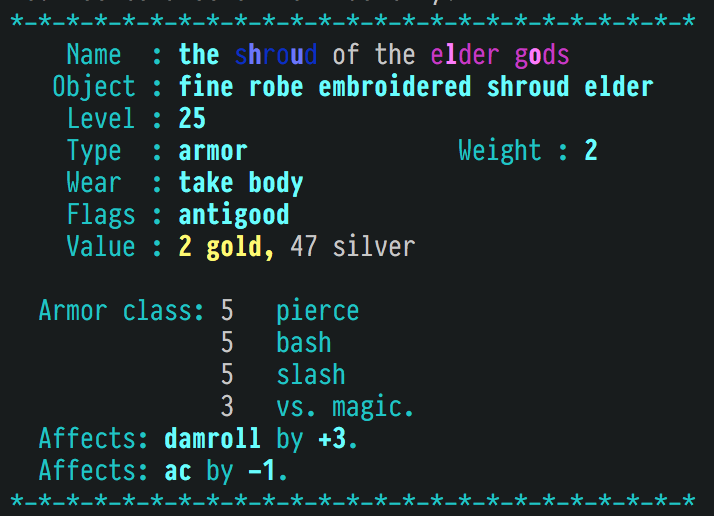 *-*-*-*-*-*-*-*-*-*-*-*-*-*-*-*-*-*-*-*-*-*-*-*-*
Name : the shroud of the elder gods
Object : fine robe embroidered shroud elder
Level : 25
Type : armor Weight : 2
Wear : take body
Flags : antigood
Value : 2 gold, 47 silver
Armor class: 5 pierce
5 bash
5 slash
3 vs. magic.
Affects: damroll by +3.
Affects: ac by -1.
*-*-*-*-*-*-*-*-*-*-*-*-*-*-*-*-*-*-*-*-*-*-*-*-*